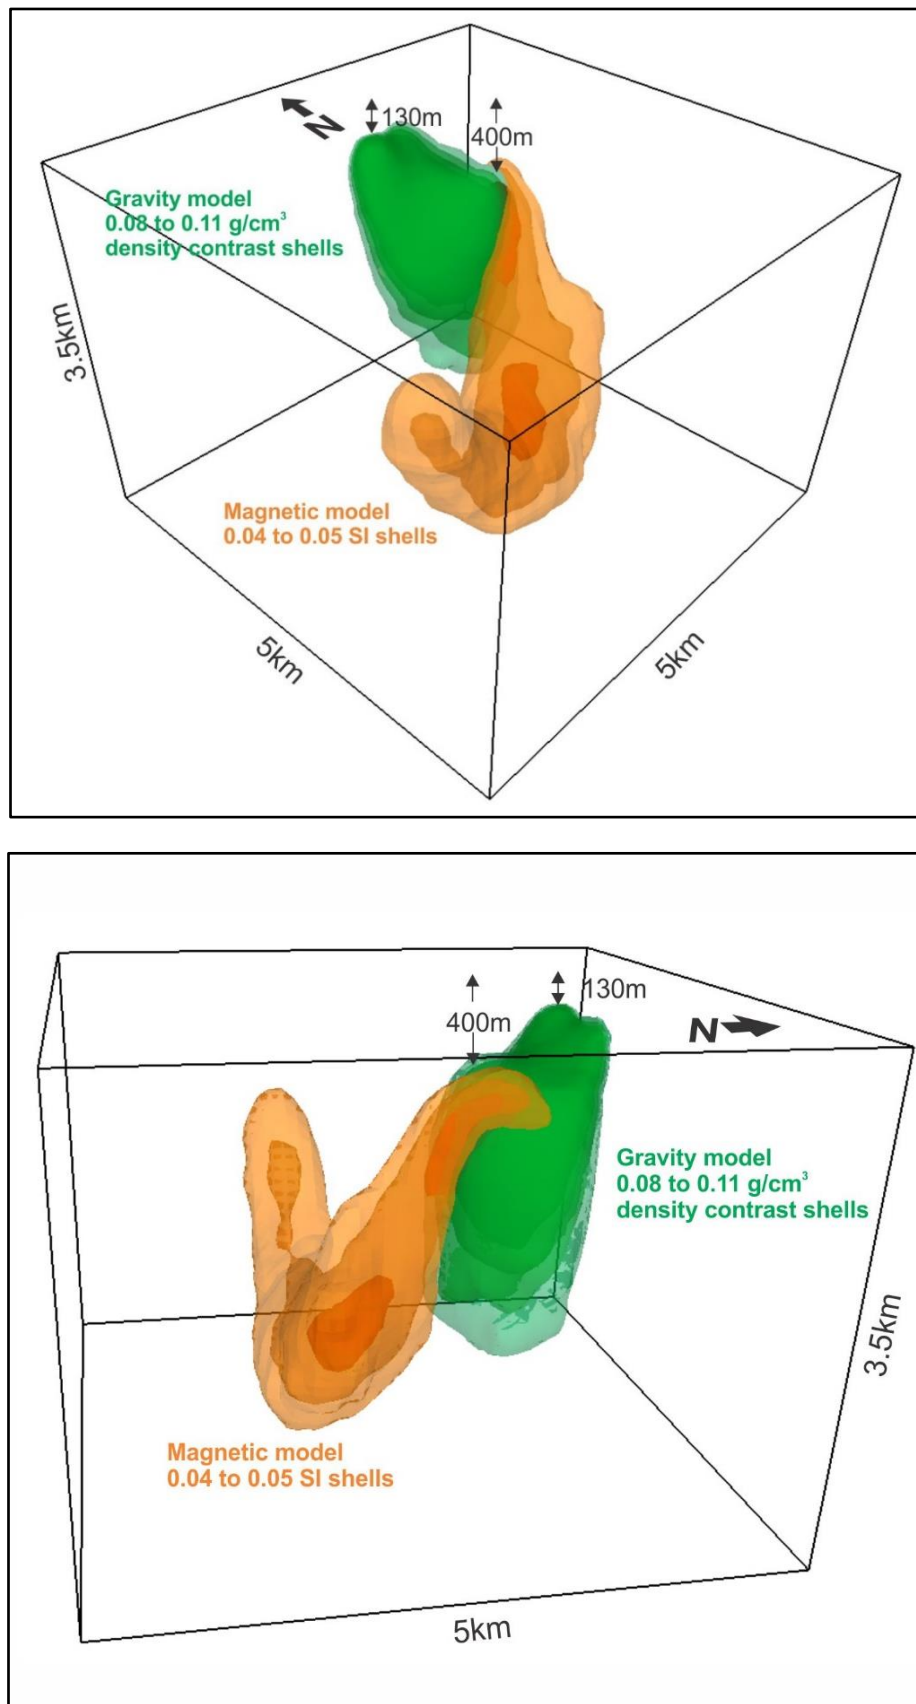 130m
N
400m
Gravity model
0.08 to 0.11 g/cm³
density contrast shells
3.5km
Magnetic model
0.04 to 0.05 SI shells
5km
5km
130m
400m
N
Gravity model
0.08 to 0.11 g/cm³
density contrast shells
3.5km
Magnetic model
0.04 to 0.05 SI shells
5km